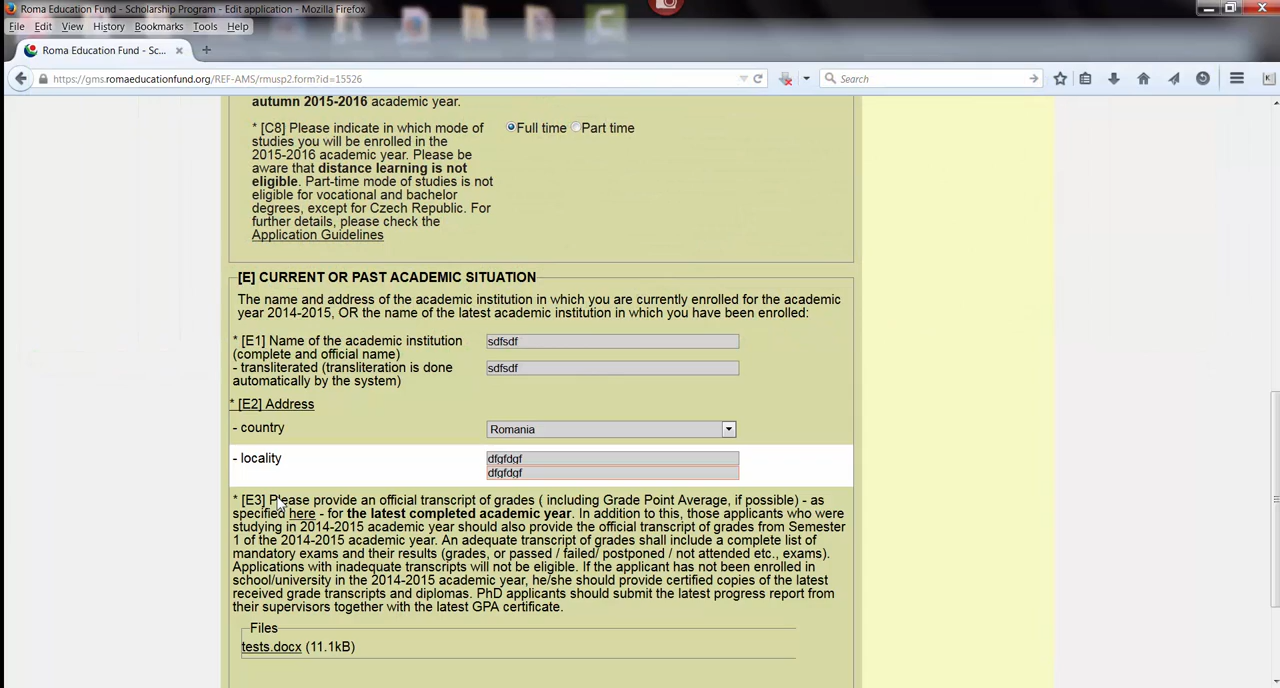 Roma Education Fund - Scholarship Program - Edit application - Mozilla Firefox
File Edit View History Bookmarks Tools Help
Roma Education Fund - Sc...
https://gms.romaeducationfund.org/REF-AMS/rmusp2.form?id=15526
Search
autumn 2015-2016 academic year.
* [C8] Please indicate in which mode of
studies you will be enrolled in the
2015-2016 academic year. Please be
aware that distance learning is not
eligible. Part-time mode of studies is not
eligible for vocational and bachelor
degrees, except for Czech Republic. For
further details, please check the
Application Guidelines
Full time Part time
[E] CURRENT OR PAST ACADEMIC SITUATION
The name and address of the academic institution in which you are currently enrolled for the academic
year 2014-2015, OR the name of the latest academic institution in which you have been enrolled:
* [E1] Name of the academic institution
(complete and official name)
sdfsdf
- transliterated (transliteration is done
automatically by the system)
sdfsdf
* [E2] Address
- country
Romania
- locality
dfgfdgf
dfgfdgf
* [E3] Please provide an official transcript of grades ( including Grade Point Average, if possible) - as
specified here - for the latest completed academic year. In addition to this, those applicants who were
studying in 2014-2015 academic year should also provide the official transcript of grades from Semester
1 of the 2014-2015 academic year. An adequate transcript of grades shall include a complete list of
mandatory exams and their results (grades, or passed / failed/ postponed / not attended etc., exams).
Applications with inadequate transcripts will not be eligible. If the applicant has not been enrolled in
school/university in the 2014-2015 academic year, he/she should provide certified copies of the latest
received grade transcripts and diplomas. PhD applicants should submit the latest progress report from
their supervisors together with the latest GPA certificate.
Files
tests.docx (11.1kB)